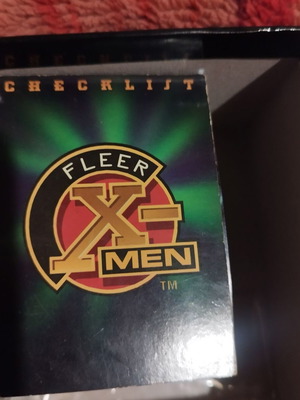 CHECKLIST
FLEER
X-
MEN
TM